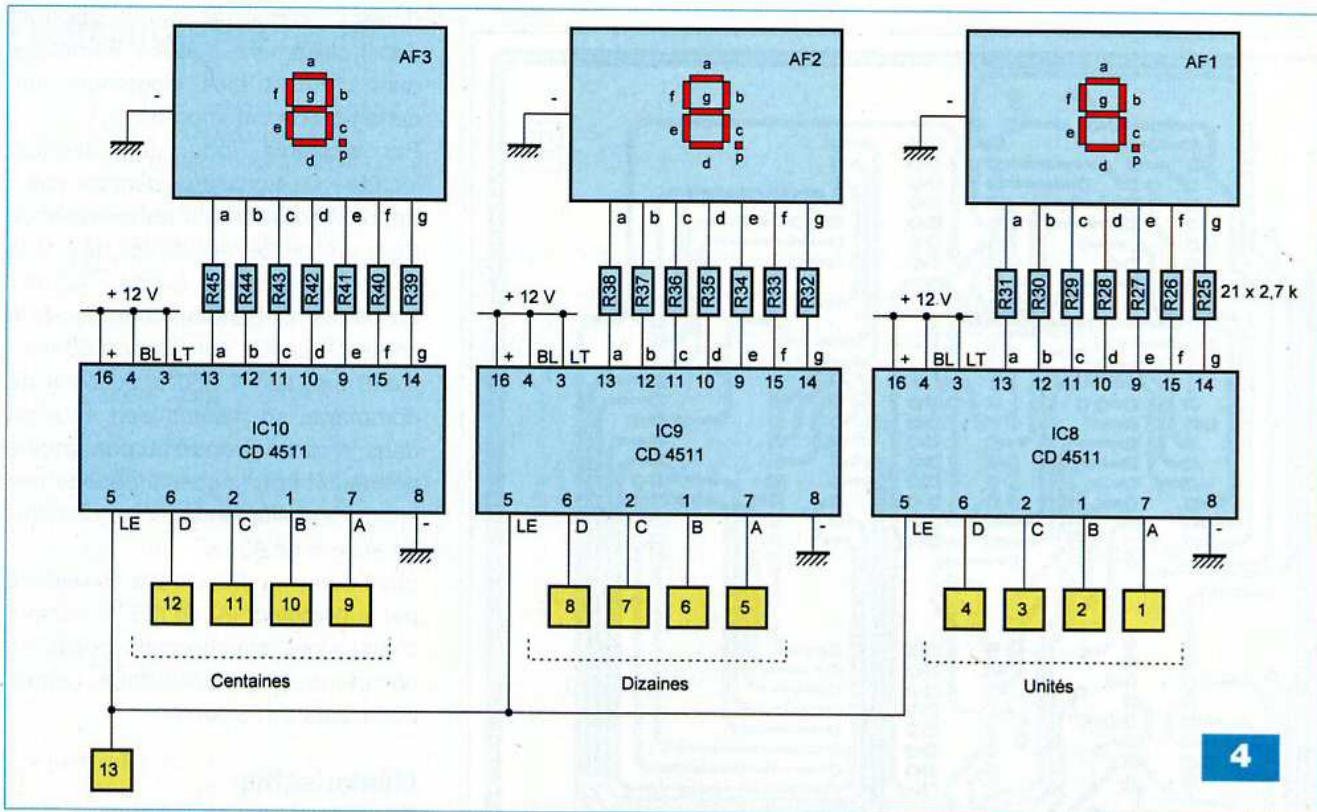 AF3 AF2 AF1
a a a
f g b f g b f g b
- - -
e c e c e c
d p d p d p
a b c d e f g a b c d e f g a b c d e f g
R45 R44 R43 R42 R41 R40 R39 R38 R37 R36 R35 R34 R33 R32 R31 R30 R29 R28 R27 R26 R25 21 x 2,7 k
+ 12 V + 12 V + 12 V
+ BL LT a b c d e f g + BL LT a b c d e f g + BL LT a b c d e f g
16 4 3 13 12 11 10 9 15 14 16 4 3 13 12 11 10 9 15 14 16 4 3 13 12 11 10 9 15 14
IC10 IC9 IC8
CD 4511 CD 4511 CD 4511
5 6 2 1 7 8 5 6 2 1 7 8 5 6 2 1 7 8
LE D C B A - LE D C B A - LE D C B A -
12 11 10 9 8 7 6 5 4 3 2 1
Centaines Dizaines Unités
13
4